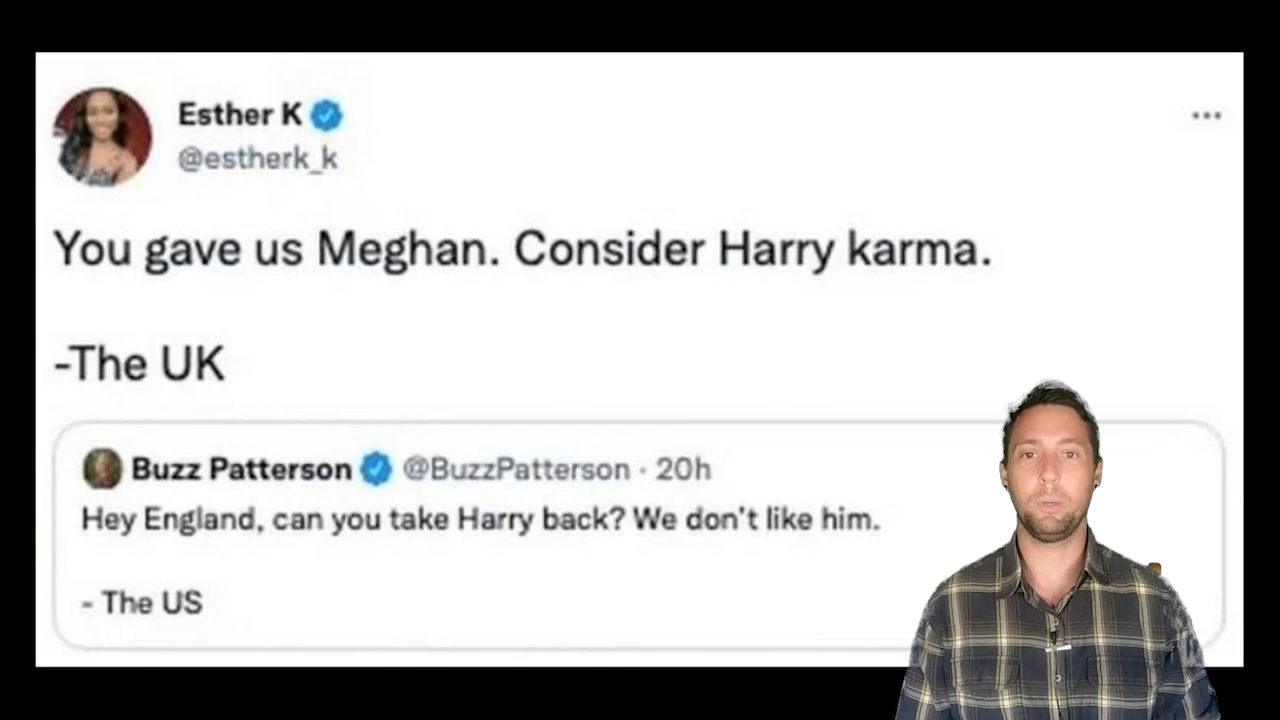 Esther K
@estherk_k
You gave us Meghan. Consider Harry karma.
-The UK
Buzz Patterson @BuzzPatterson · 20h
Hey England, can you take Harry back? We don't like him.
- The US